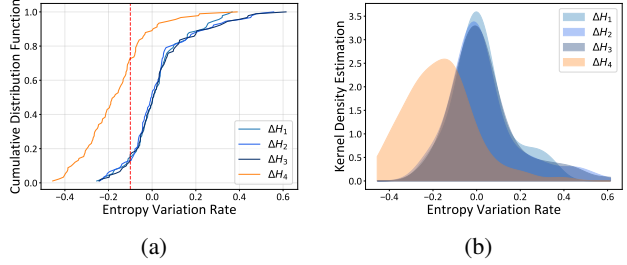 Cumulative Distribution Function
1.0
0.8
0.6
0.4
0.2
0.0
−0.4 −0.2 0.0 0.2 0.4 0.6
Entropy Variation Rate
ΔH1
ΔH2
ΔH3
ΔH4
(a)
Kernel Density Estimation
3.5
3.0
2.5
2.0
1.5
1.0
0.5
0.0
−0.4 −0.2 0.0 0.2 0.4 0.6
Entropy Variation Rate
ΔH1
ΔH2
ΔH3
ΔH4
(b)